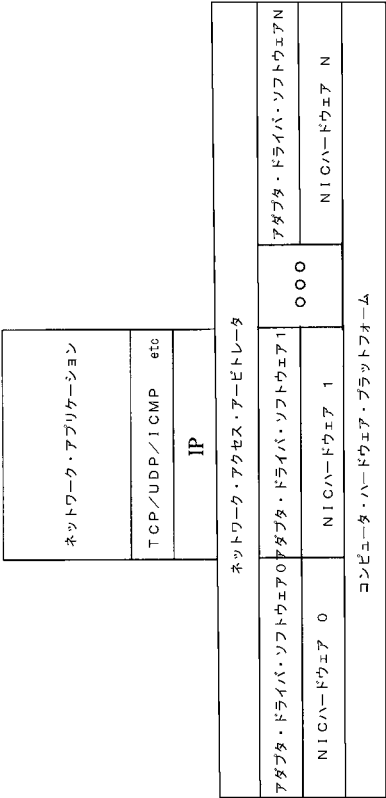 ネットワーク・アプリケーション
TCP/UDP/ICMP etc
IP
ネットワーク・アクセス・アービトレータ
アダプタ・ドライバ・ソフトウェア0
アダプタ・ドライバ・ソフトウェア1
アダプタ・ドライバ・ソフトウェアN
NICハードウェア 0
NICハードウェア 1
NICハードウェア N
コンピュータ・ハードウェア・プラットフォーム